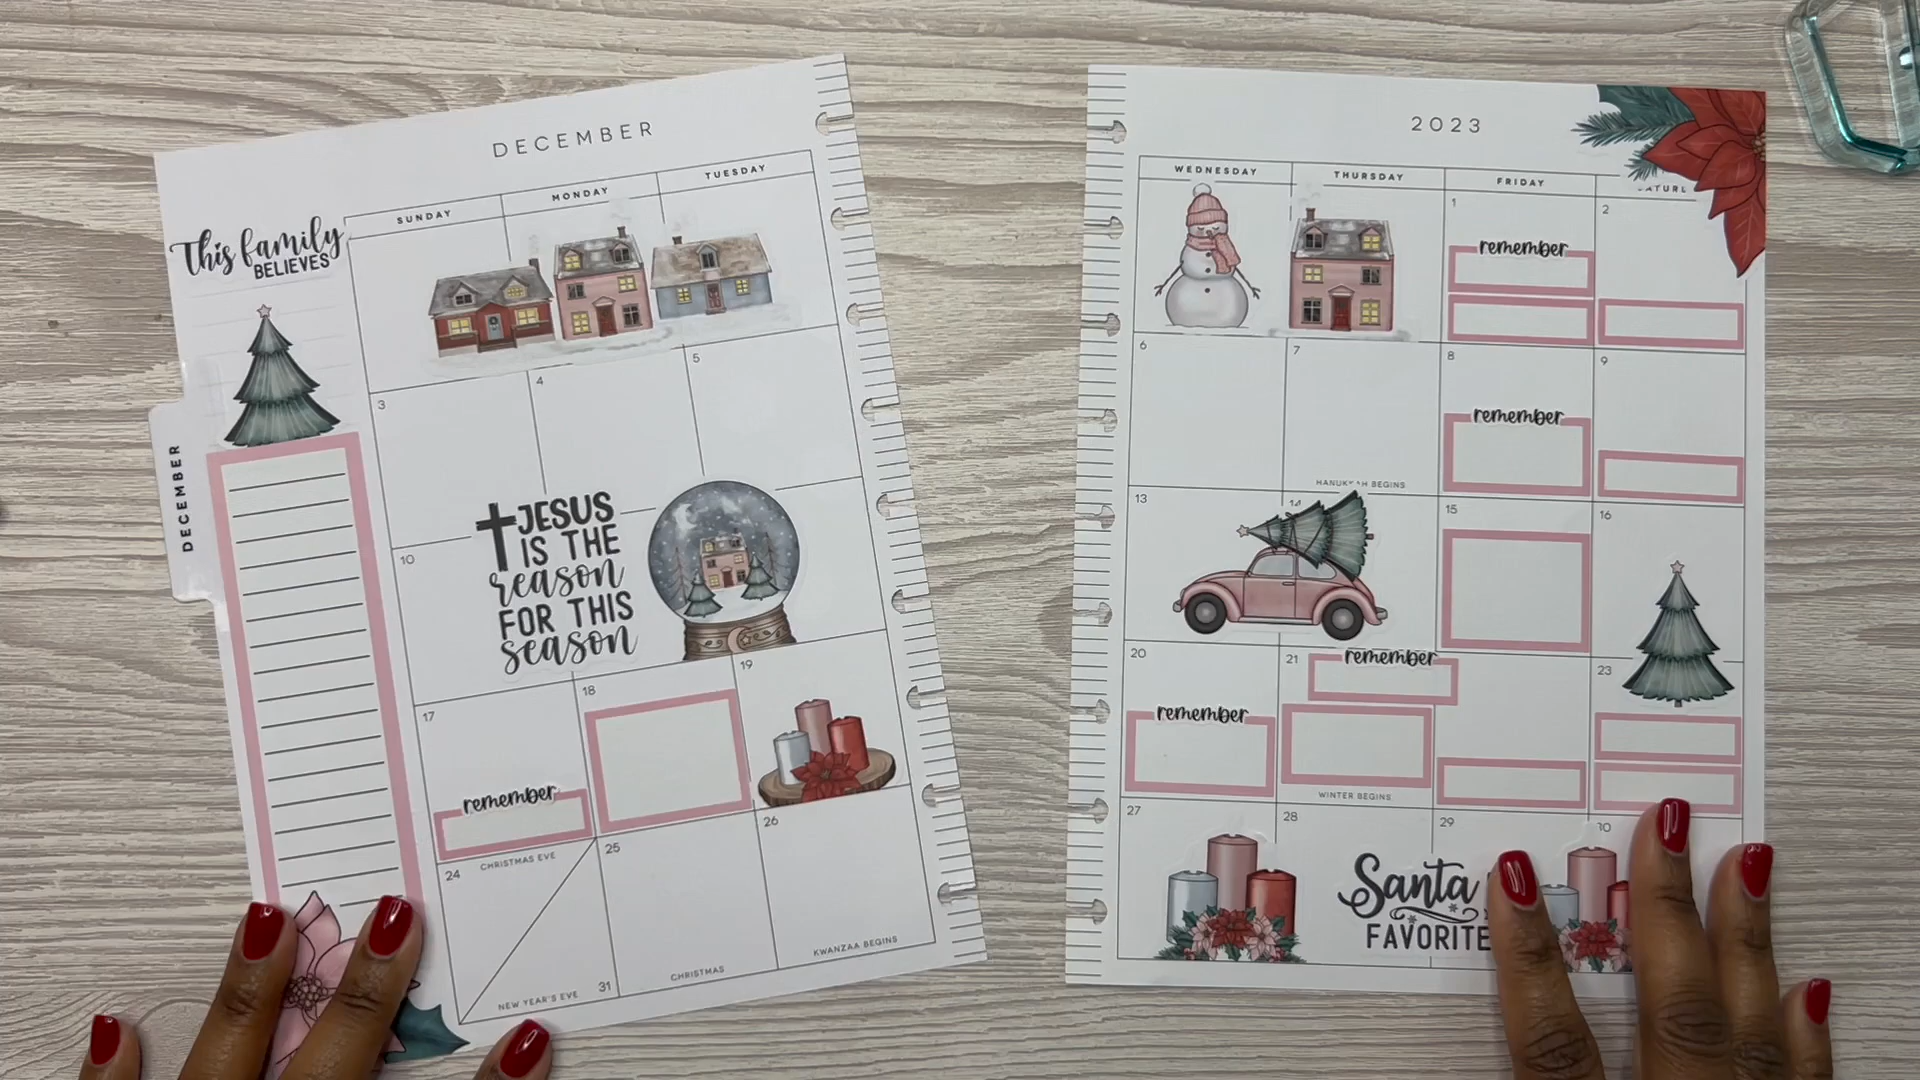 DECEMBER
SUNDAY MONDAY TUESDAY
This family
BELIEVES
DECEMBER
3 4 5
10
JESUS
IS THE
reason
FOR THIS
season
17 18 19
remember
CHRISTMAS EVE
24 25 26
NEW YEAR'S EVE 31
CHRISTMAS
KWANZAA BEGINS
2023
WEDNESDAY THURSDAY FRIDAY
1 2
remember
6 7 8 9
remember
HANUKKAH BEGINS
13 14 15 16
20 21 23
remember
remember
WINTER BEGINS
27 28 29
Santa
FAVORITE